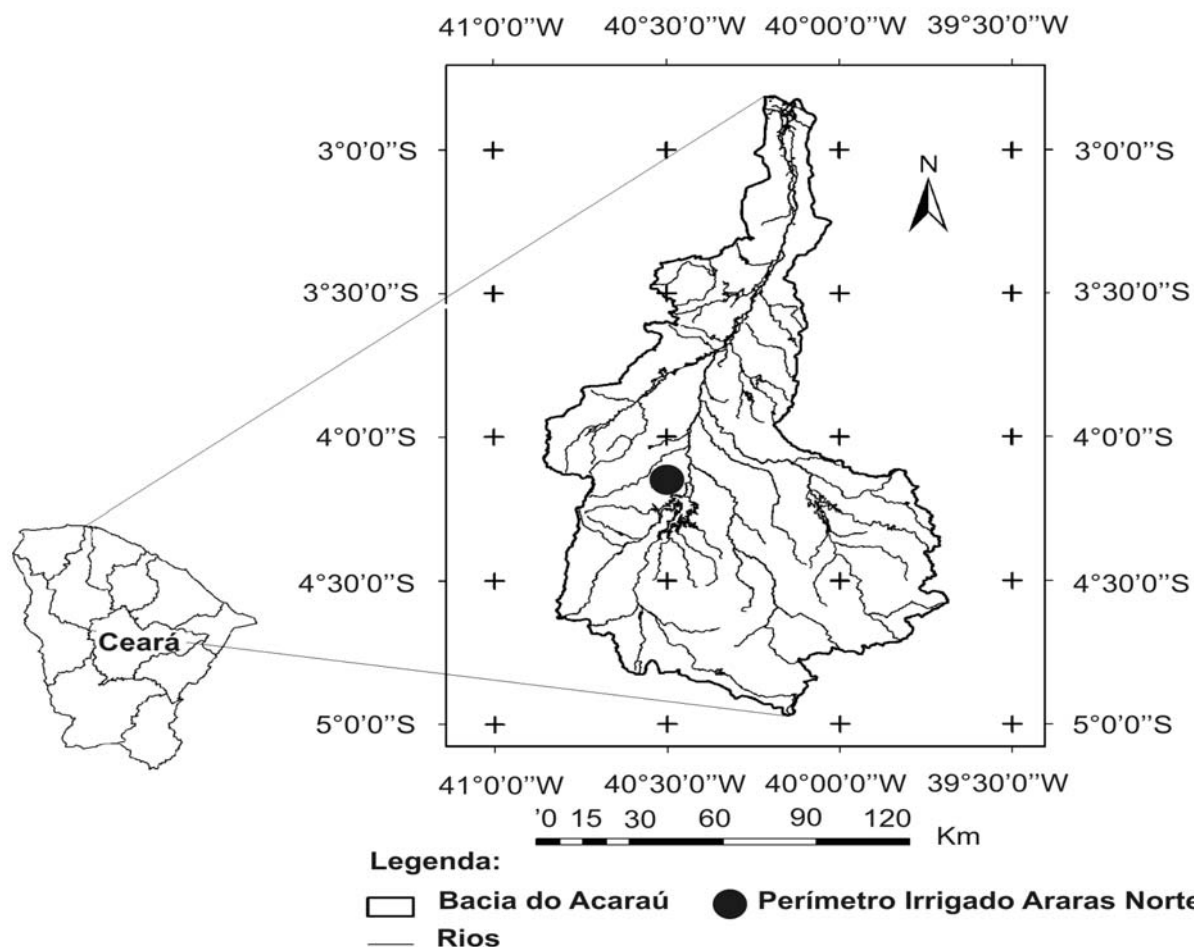 41°0'0''W 40°30'0''W 40°00'0''W 39°30'0''W
3°0'0''S 3°0'0''S
N
3°30'0''S 3°30'0''S
4°0'0''S 4°0'0''S
4°30'0''S 4°30'0''S
Ceará
5°0'0''S 5°0'0''S
41°0'0''W 40°30'0''W 40°00'0''W 39°30'0''W
'0 15 30 60 90 120
Km
Legenda:
Bacia do Acaraú Perímetro Irrigado Araras Norte
Rios